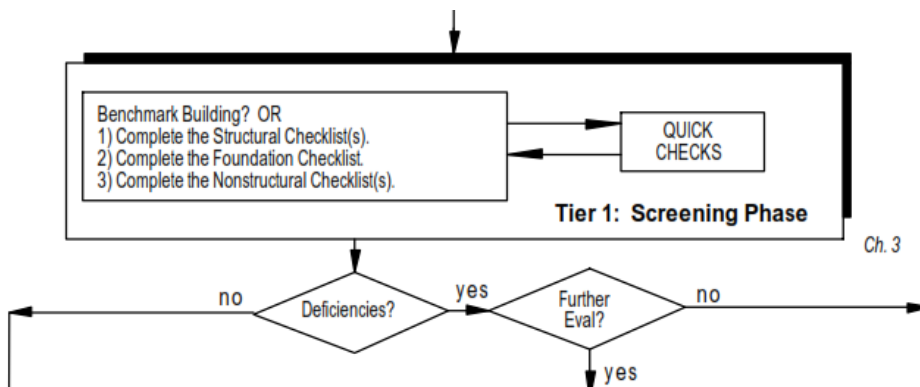 Benchmark Building? OR
1) Complete the Structural Checklist(s).
2) Complete the Foundation Checklist.
3) Complete the Nonstructural Checklist(s).
QUICK
CHECKS
Tier 1: Screening Phase
Ch. 3
no
Deficiencies?
yes
Further
Eval?
no
yes